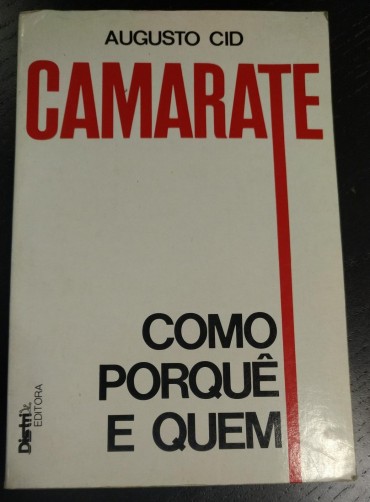 AUGUSTO CID
CAMARATE
COMO
PORQUÊ
E QUEM
Distri
EDITORA